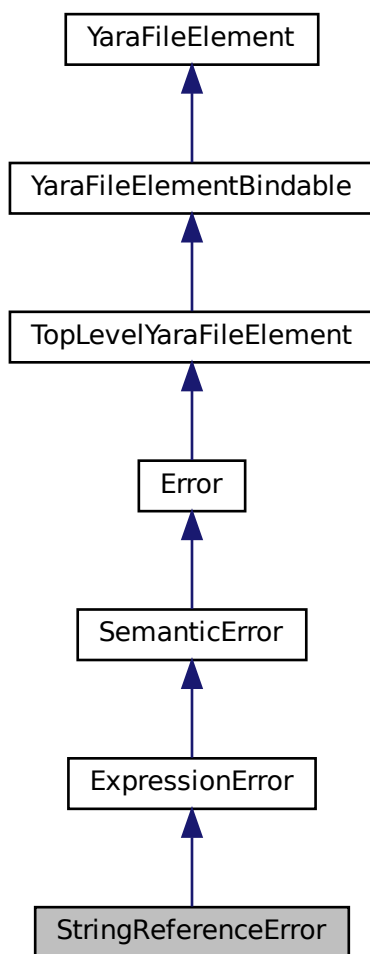 YaraFileElement
YaraFileElementBindable
TopLevelYaraFileElement
Error
SemanticError
ExpressionError
StringReferenceError